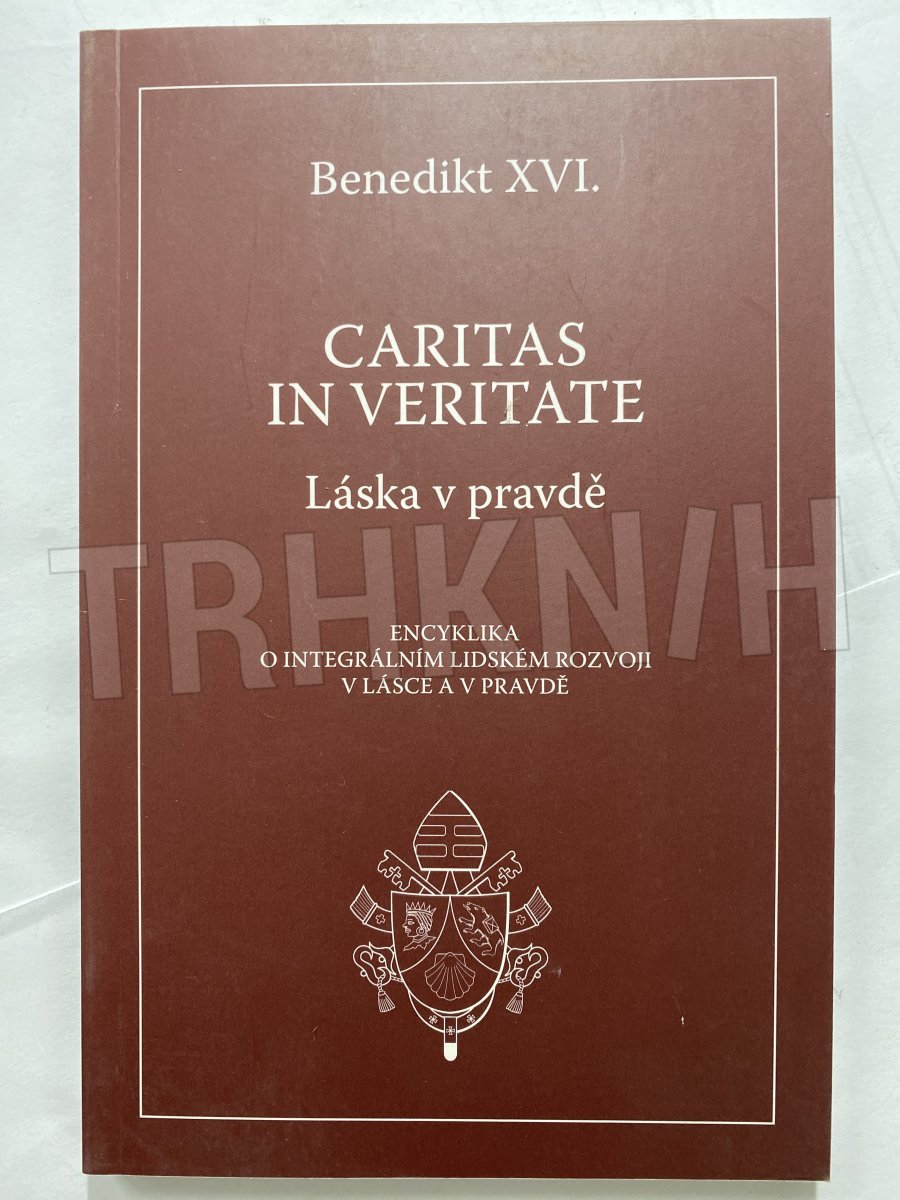 Benedikt XVI.
CARITAS
IN VERITATE
Láska v pravdě
TRHKNIH
ENCYKLIKA
O INTEGRÁLNÍM LIDSKÉM ROZVOJI
V LÁSCE A V PRAVDĚ